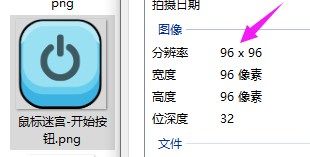 png
鼠标迷宫-开始按
钮.png
拍摄日期
图像
分辨率 96 x 96
宽度 96 像素
高度 96 像素
位深度 32
文件